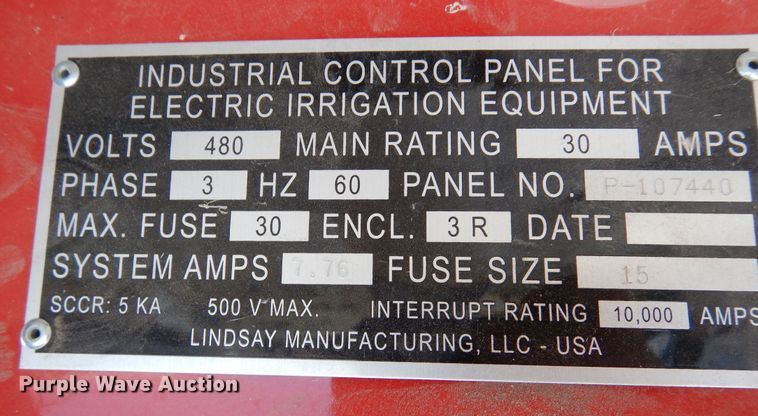 INDUSTRIAL CONTROL PANEL FOR
ELECTRIC IRRIGATION EQUIPMENT
VOLTS 480 MAIN RATING 30 AMPS
PHASE 3 HZ 60 PANEL NO. P-107440
MAX. FUSE 30 ENCL. 3 R DATE
SYSTEM AMPS 7.76 FUSE SIZE 15
SCCR: 5 KA 500 V MAX. INTERRUPT RATING 10,000 AMPS
LINDSAY MANUFACTURING, LLC - USA
Purple Wave Auction